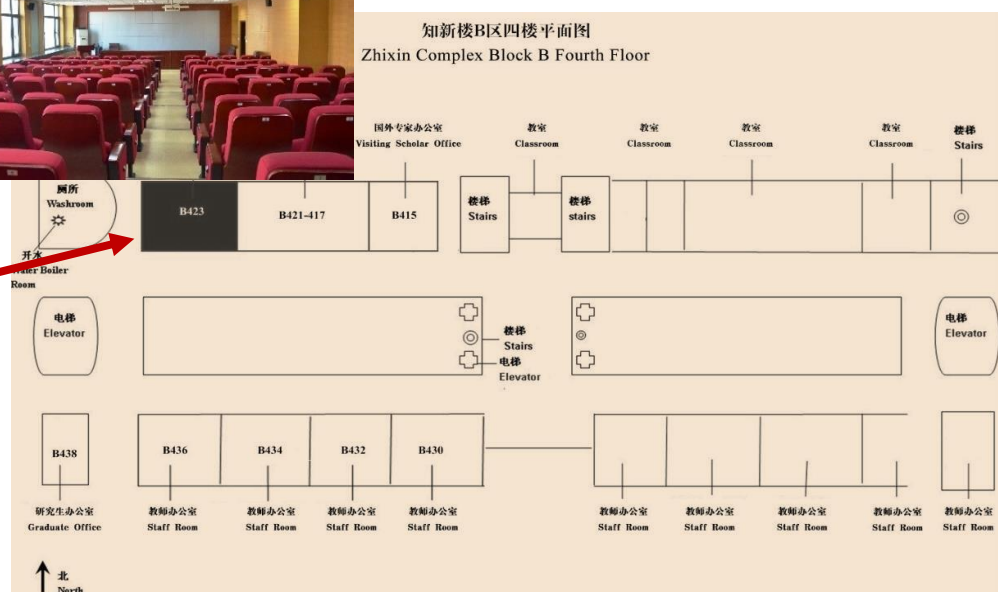 知新楼B区四楼平面图
Zhixin Complex Block B Fourth Floor
国外专家办公室
Visiting Scholar Office
教室
Classroom
教室
Classroom
教室
Classroom
教室
Classroom
楼梯
Stairs
厕所
Washroom
开水
Water Boiler
Room
B423
B421-417
B415
楼梯
Stairs
楼梯
stairs
电梯
Elevator
楼梯
Stairs
电梯
Elevator
电梯
Elevator
B438
B436
B434
B432
B430
研究生办公室
Graduate Office
教师办公室
Staff Room
教师办公室
Staff Room
教师办公室
Staff Room
教师办公室
Staff Room
教师办公室
Staff Room
教师办公室
Staff Room
教师办公室
Staff Room
教师办公室
Staff Room
教师办公室
Staff Room
北
North